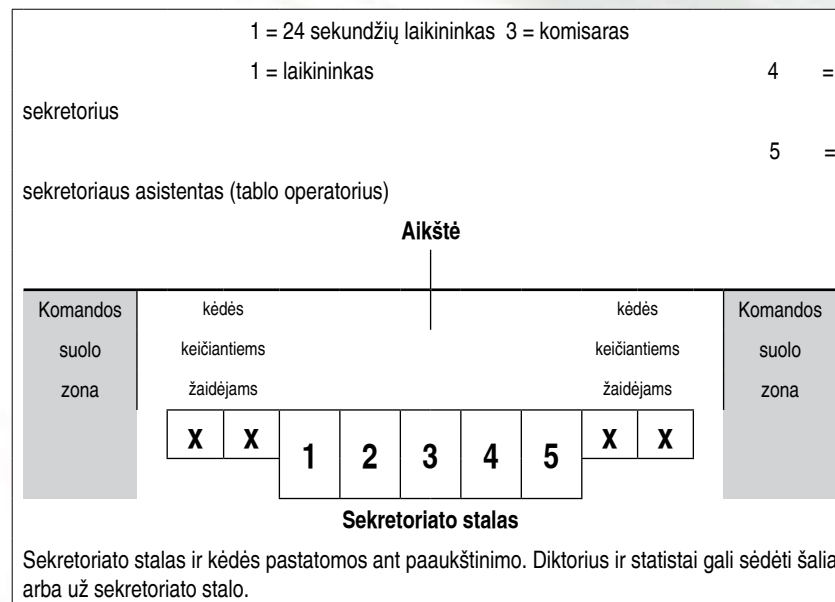 1 = 24 sekundžių laikininkas 3 = komisaras
1 = laikininkas 4 =
sekretorius
5 =
sekretoriaus asistentas (tablo operatorius)
Aikštė
Komandos kėdės kėdės Komandos
suolo keičiantiems keičiantiems suolo
zona žaidėjams žaidėjams zona
X X 1 2 3 4 5 X X
Sekretoriato stalas
Sekretoriato stalas ir kėdės pastatomos ant paaukštinimo. Diktorius ir statistai gali sėdėti šalia
arba už sekretoriato stalo.